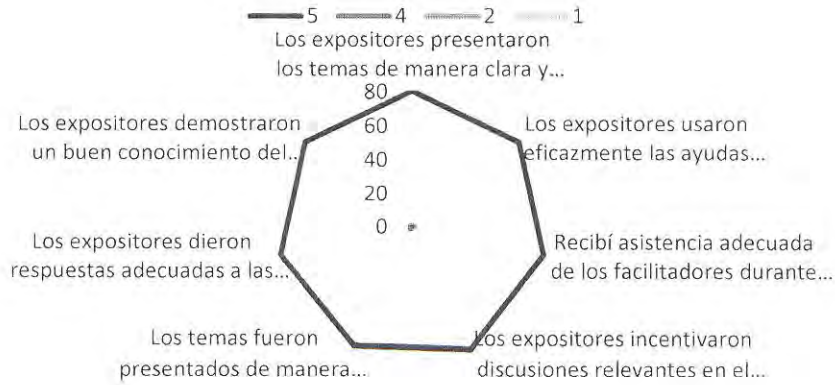 5 4 2 1
Los expositores presentaron
los temas de manera clara y...
80
60
40
20
0
Los expositores usaron
eficazmente las ayudas...
Recibí asistencia adecuada
de los facilitadores durante...
Los expositores incentivaron
discusiones relevantes en el...
Los temas fueron
presentados de manera...
Los expositores dieron
respuestas adecuadas a las...
Los expositores demostraron
un buen conocimiento del...